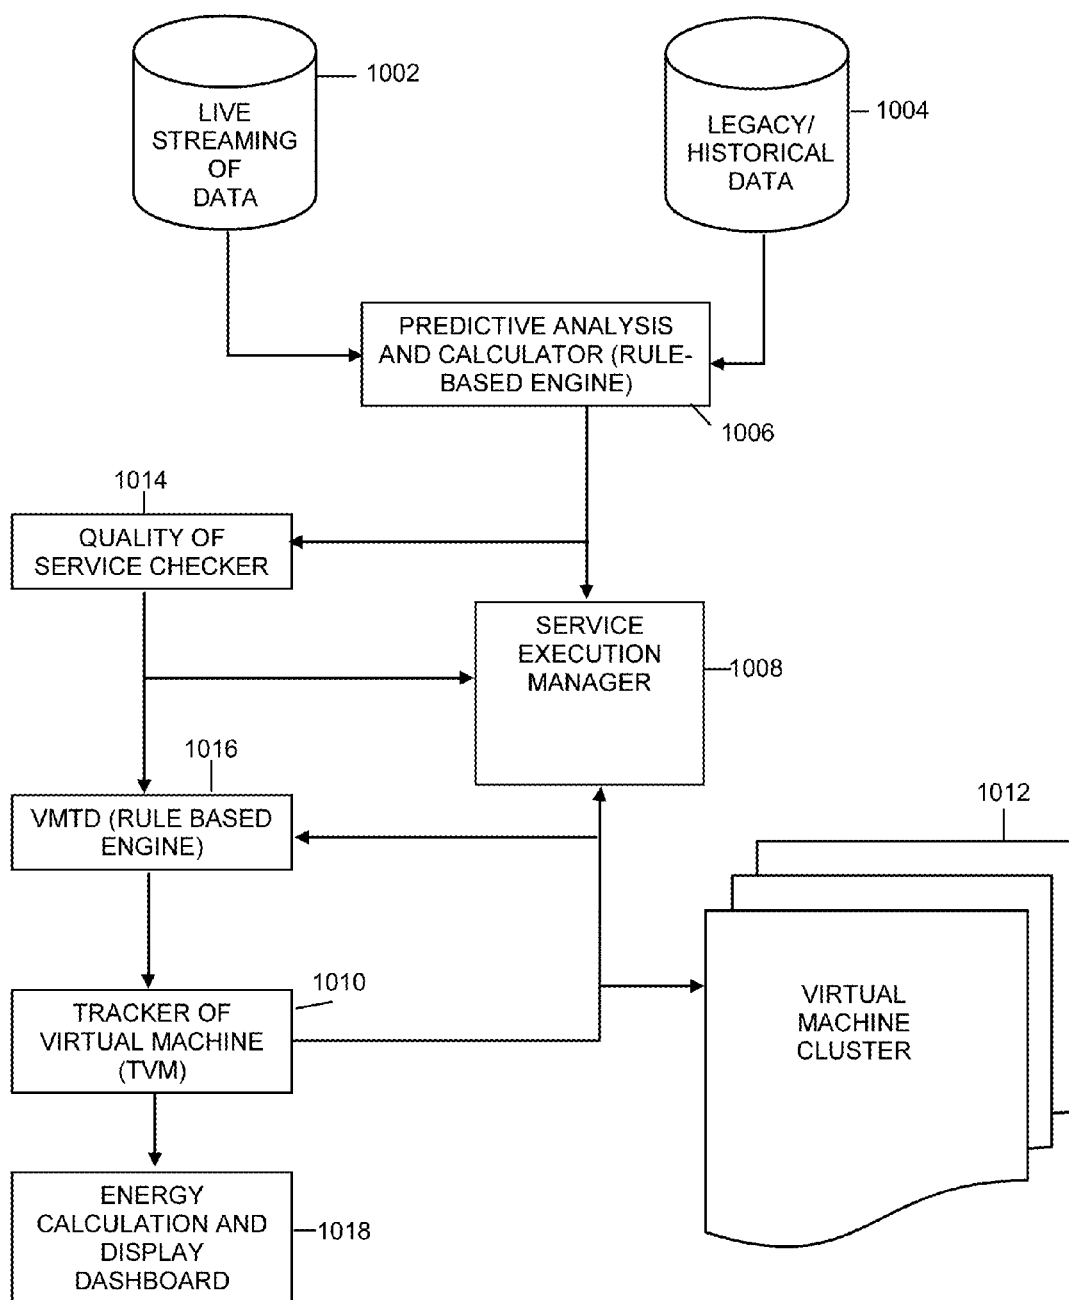 1002
LIVE
STREAMING
OF
DATA
1004
LEGACY/
HISTORICAL
DATA
PREDICTIVE ANALYSIS
AND CALCULATOR (RULE-
BASED ENGINE)
1006
1014
QUALITY OF
SERVICE CHECKER
SERVICE
EXECUTION
MANAGER
1008
1016
VMTD (RULE BASED
ENGINE)
1012
1010
TRACKER OF
VIRTUAL MACHINE
(TVM)
VIRTUAL
MACHINE
CLUSTER
ENERGY
CALCULATION AND
DISPLAY
DASHBOARD
1018